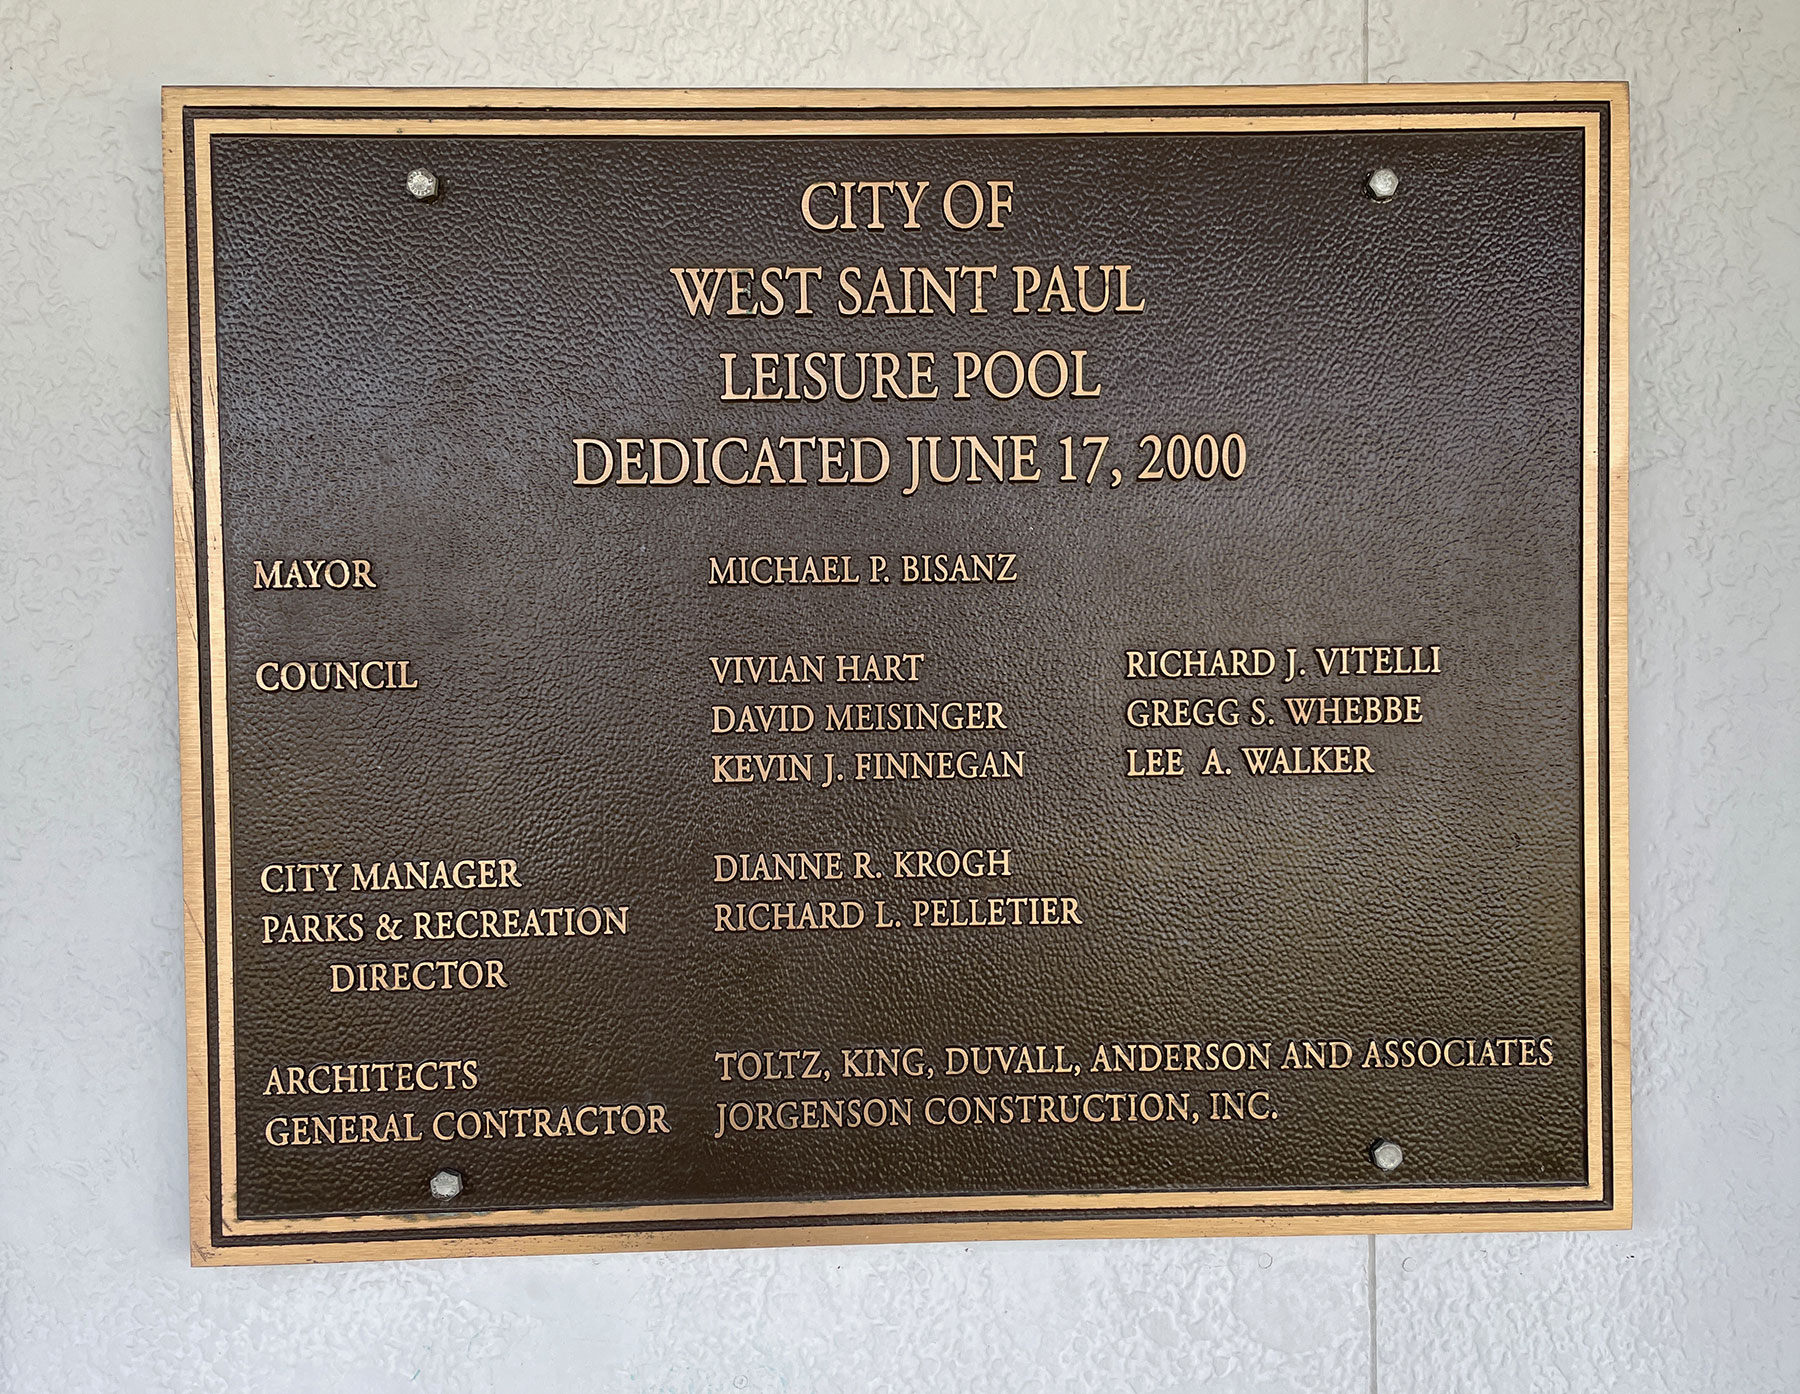 CITY OF
WEST SAINT PAUL
LEISURE POOL
DEDICATED JUNE 17, 2000
MAYOR MICHAEL P. BISANZ
COUNCIL VIVIAN HART RICHARD J. VITELLI
DAVID MEISINGER GREGG S. WHEBBE
KEVIN J. FINNEGAN LEE A. WALKER
CITY MANAGER DIANNE R. KROGH
PARKS & RECREATION RICHARD L. PELLETIER
DIRECTOR
ARCHITECTS TOLTZ, KING, DUVALL, ANDERSON AND ASSOCIATES
GENERAL CONTRACTOR JORGENSON CONSTRUCTION, INC.